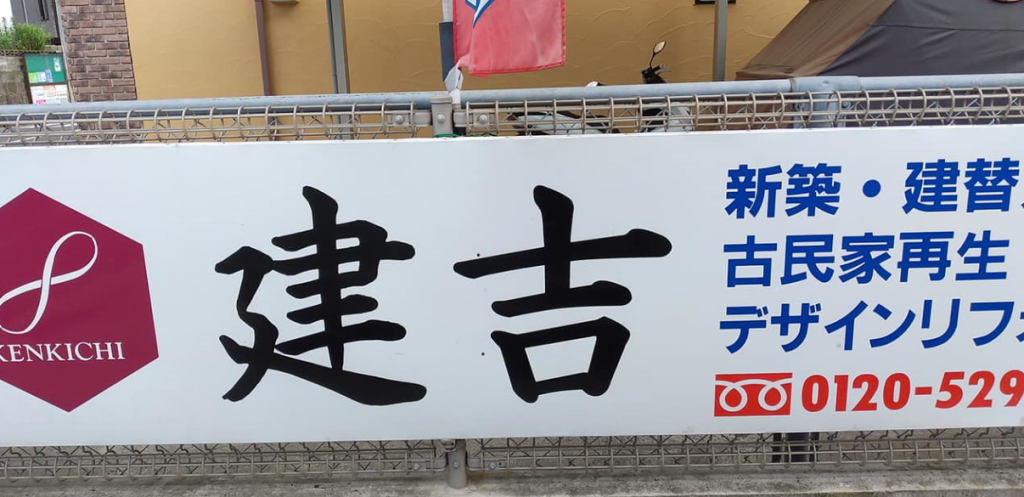 KENKICHI
建吉
新築・建替
古民家再生
デザインリフォ
0120-529